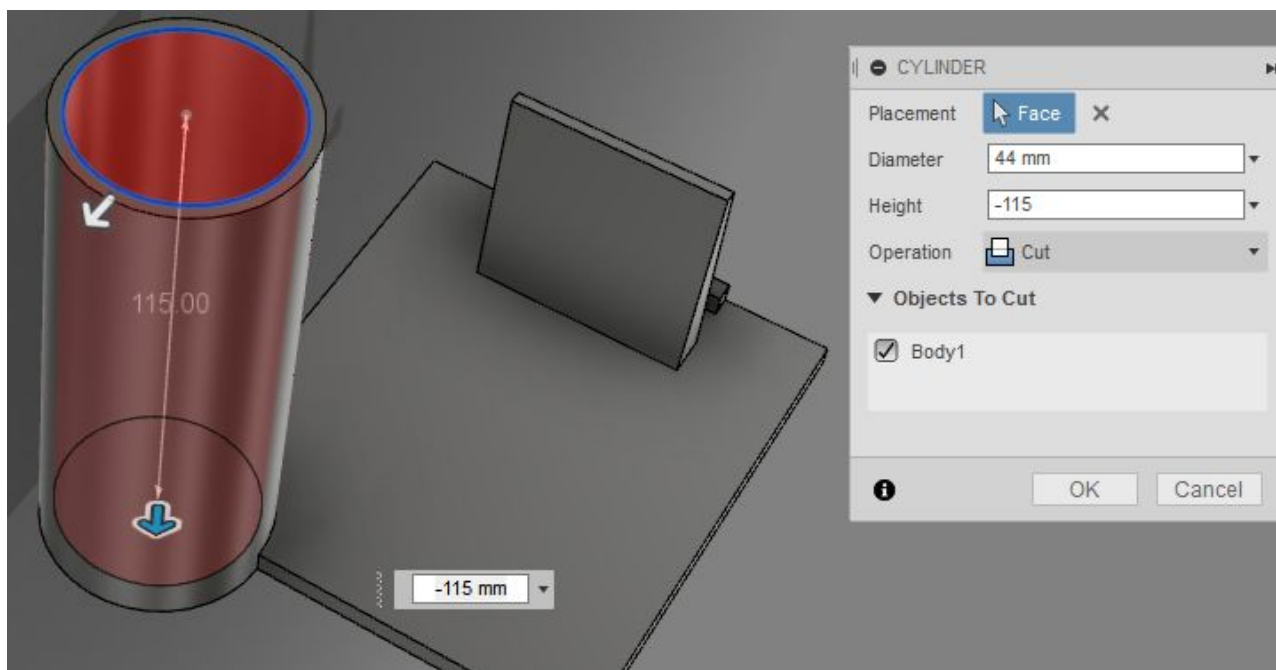 CYLINDER
Placement Face
Diameter 44 mm
Height -115
Operation Cut
Objects To Cut
Body1
OK Cancel
115.00
-115 mm